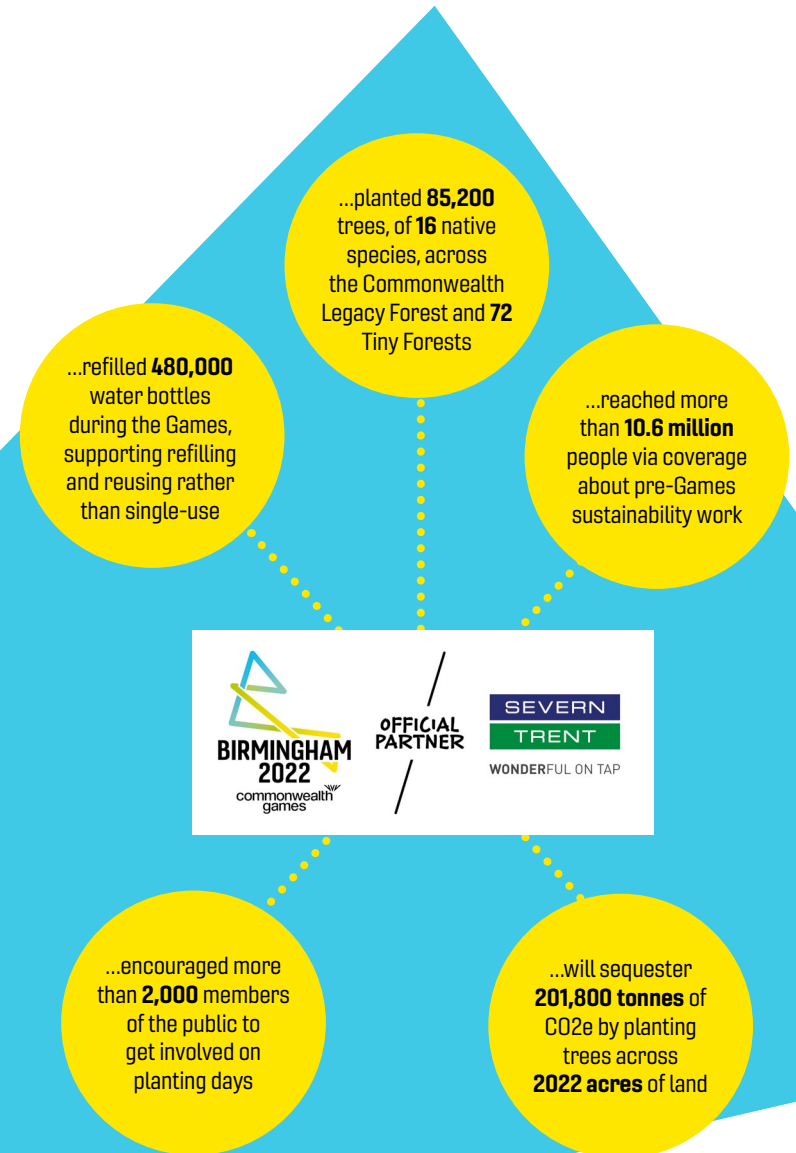 ...planted 85,200
trees, of 16 native
species, across
the Commonwealth
Legacy Forest and 72
Tiny Forests
...refilled 480,000
water bottles
during the Games,
supporting refilling
and reusing rather
than single-use
...reached more
than 10.6 million
people via coverage
about pre-Games
sustainability work
BIRMINGHAM
2022
commonwealth
games
OFFICIAL
PARTNER
SEVERN
TRENT
WONDERFUL ON TAP
...encouraged more
than 2,000 members
of the public to
get involved on
planting days
...will sequester
201,800 tonnes of
CO2e by planting
trees across
2022 acres of land